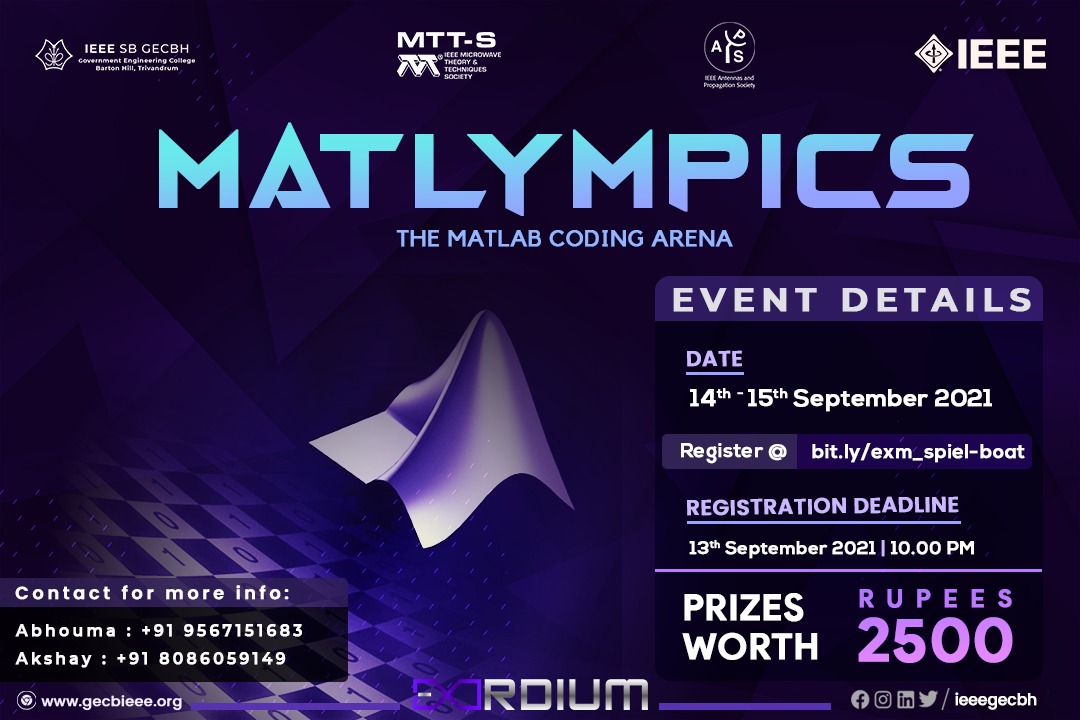 IEEE SB GECBH
Government Engineering College
Barton Hill, Trivandrum
MTT-S
IEEE MICROWAVE
THEORY &
TECHNIQUES
SOCIETY
®
A P
S
IEEE Antennas and
Propagation Society
IEEE
MATLYMPICS
THE MATLAB CODING ARENA
EVENT DETAILS
DATE
14th - 15th September 2021
Register @ bit.ly/exm_spiel-boat
REGISTRATION DEADLINE
13th September 2021 | 10.00 PM
PRIZES
WORTH
RUPEES
2500
Contact for more info:
Abhouma : +91 9567151683
Akshay : +91 8086059149
www.gecbieee.org
EXORDIUM
/ ieeegecbh